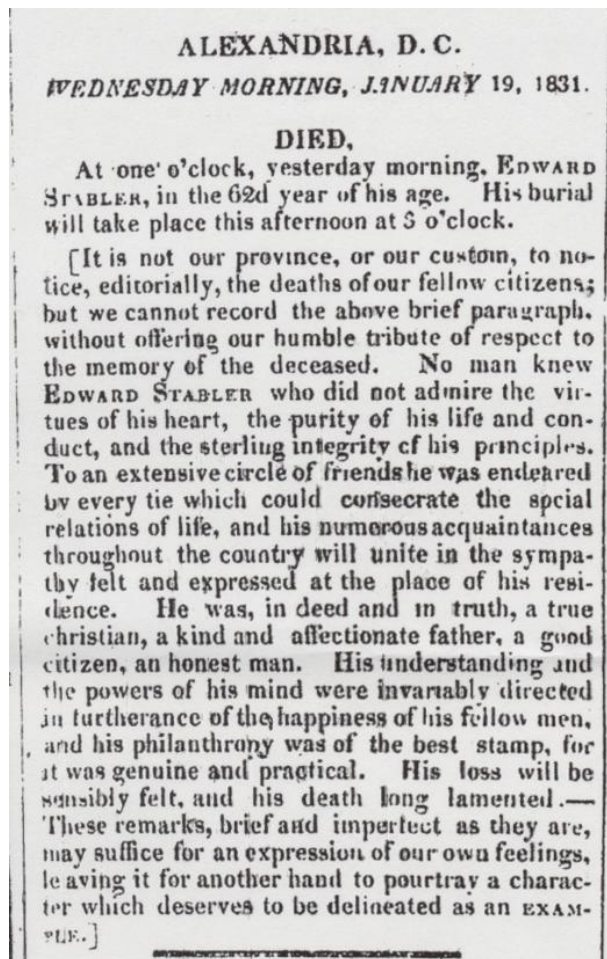 ALEXANDRIA, D. C.
WEDNESDAY MORNING, JANUARY 19, 1831.
DIED,
At one o'clock, yesterday morning, EDWARD
STABLER, in the 62d year of his age. His burial
will take place this afternoon at 3 o'clock.
[It is not our province, or our custom, to no-
tice, editorially, the deaths of our fellow citizens;
but we cannot record the above brief paragraph,
without offering our humble tribute of respect to
the memory of the deceased. No man knew
EDWARD STABLER who did not admire the vir-
tues of his heart, the purity of his life and con-
duct, and the sterling integrity of his principles.
To an extensive circle of friends he was endeared
by every tie which could consecrate the social
relations of life, and his numerous acquaintances
throughout the country will unite in the sympa-
thy felt and expressed at the place of his resi-
dence. He was, in deed and in truth, a true
christian, a kind and affectionate father, a good
citizen, an honest man. His understanding and
the powers of his mind were invariably directed
in furtherance of the happiness of his fellow men,
and his philanthropy was of the best stamp, for
it was genuine and practical. His loss will be
sensibly felt, and his death long lamented.—
These remarks, brief and imperfect as they are,
may suffice for an expression of our own feelings,
leaving it for another hand to pourtray a charac-
ter which deserves to be delineated as an EXAM-
PLE.]